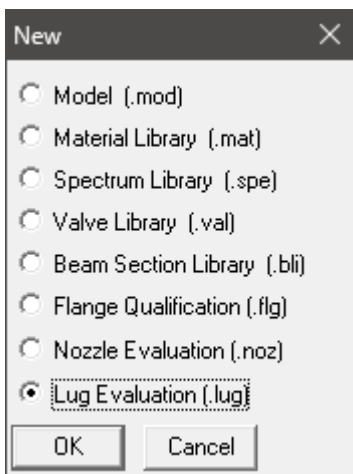 New
Model (.mod)
Material Library (.mat)
Spectrum Library (.spe)
Valve Library (.val)
Beam Section Library (.bli)
Flange Qualification (.flg)
Nozzle Evaluation (.noz)
Lug Evaluation (.lug)
OK Cancel